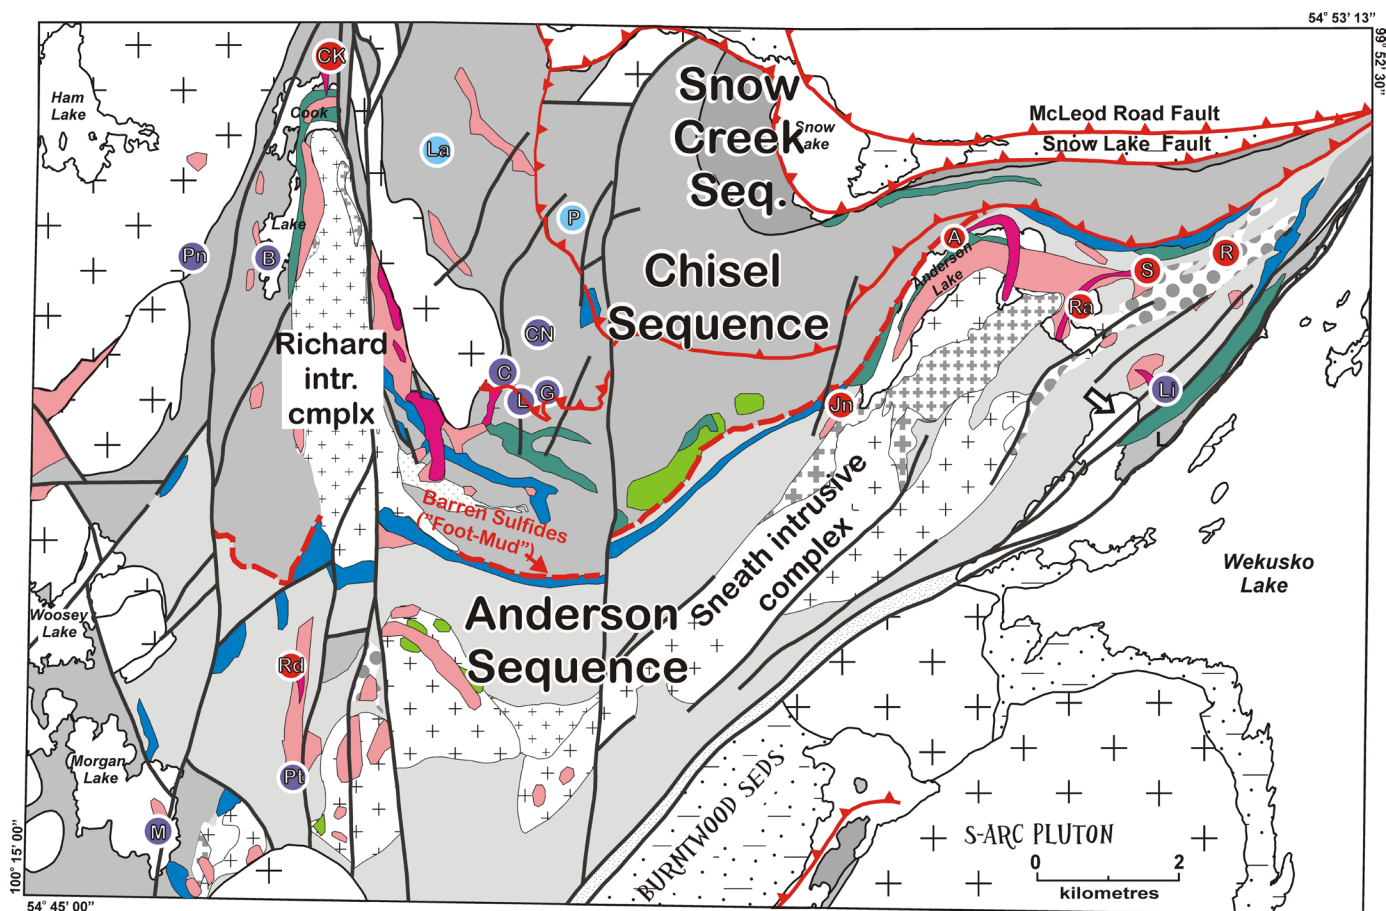 54° 53' 13"
99° 52' 30"
CK
Ham
Lake
Cook
Lake
La
P
Pn
B
Snow
Creek
Seq.
Snow
ake
McLeod Road Fault
Snow Lake Fault
Chisel
Sequence
A
Anderson
Lake
S
R
Ra
CN
C
L
G
Jn
Li
L
Richard
intr.
cmplx
Barren Sulfides
("Foot-Mud")
Sneath intrusive
complex
Anderson
Sequence
Wekusko
Lake
Woosey
Lake
Rd
Morgan
Lake
Pt
M
BURNTWOOD SEDS
S-ARC PLUTON
0 2
kilometres
100° 15' 00"
54° 45' 00"